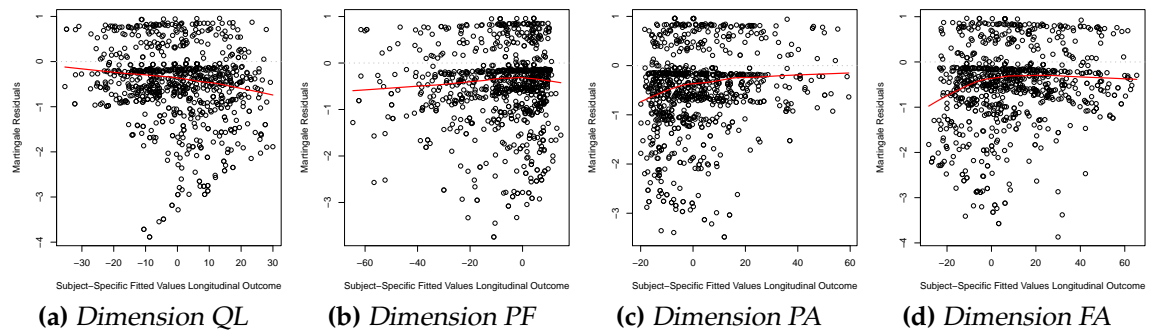 Martingale Residuals
1
0
−1
−2
−3
−4
−30 −20 −10 0 10 20 30
Subject−Specific Fitted Values Longitudinal Outcome
(a) Dimension QL
Martingale Residuals
1
0
−1
−2
−3
−60 −40 −20 0
Subject−Specific Fitted Values Longitudinal Outcome
(b) Dimension PF
Martingale Residuals
1
0
−1
−2
−3
−20 0 20 40 60
Subject−Specific Fitted Values Longitudinal Outcome
(c) Dimension PA
Martingale Residuals
1
0
−1
−2
−3
−4
−20 0 20 40 60
Subject−Specific Fitted Values Longitudinal Outcome
(d) Dimension FA